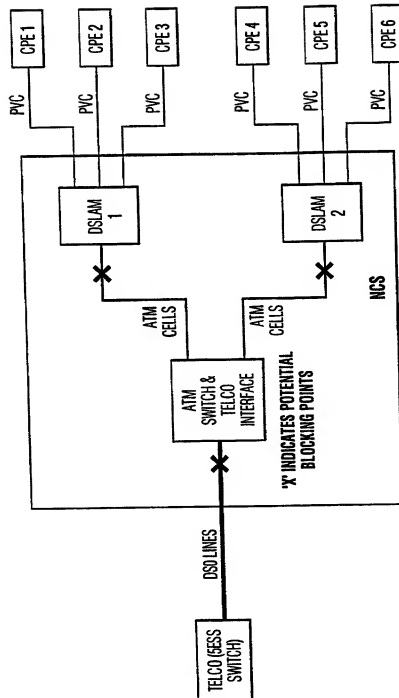 TELCO (5ESS
SWITCH)
DS0 LINES
ATM
SWITCH &
TELCO
INTERFACE
'X' INDICATES POTENTIAL
BLOCKING POINTS
ATM
CELLS
ATM
CELLS
X
X
X
NCS
DSLAM
1
DSLAM
2
PVC
PVC
PVC
PVC
PVC
PVC
CPE 1
CPE 2
CPE 3
CPE 4
CPE 5
CPE 6